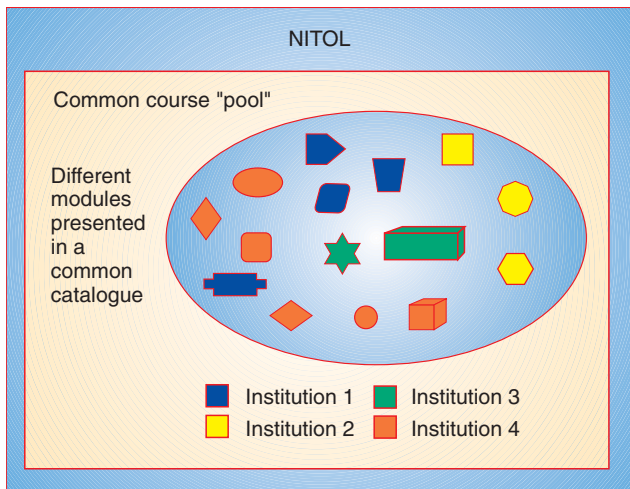 NITOL
Common course "pool"
Different
modules
presented
in a
common
catalogue
Institution 1
Institution 3
Institution 2
Institution 4